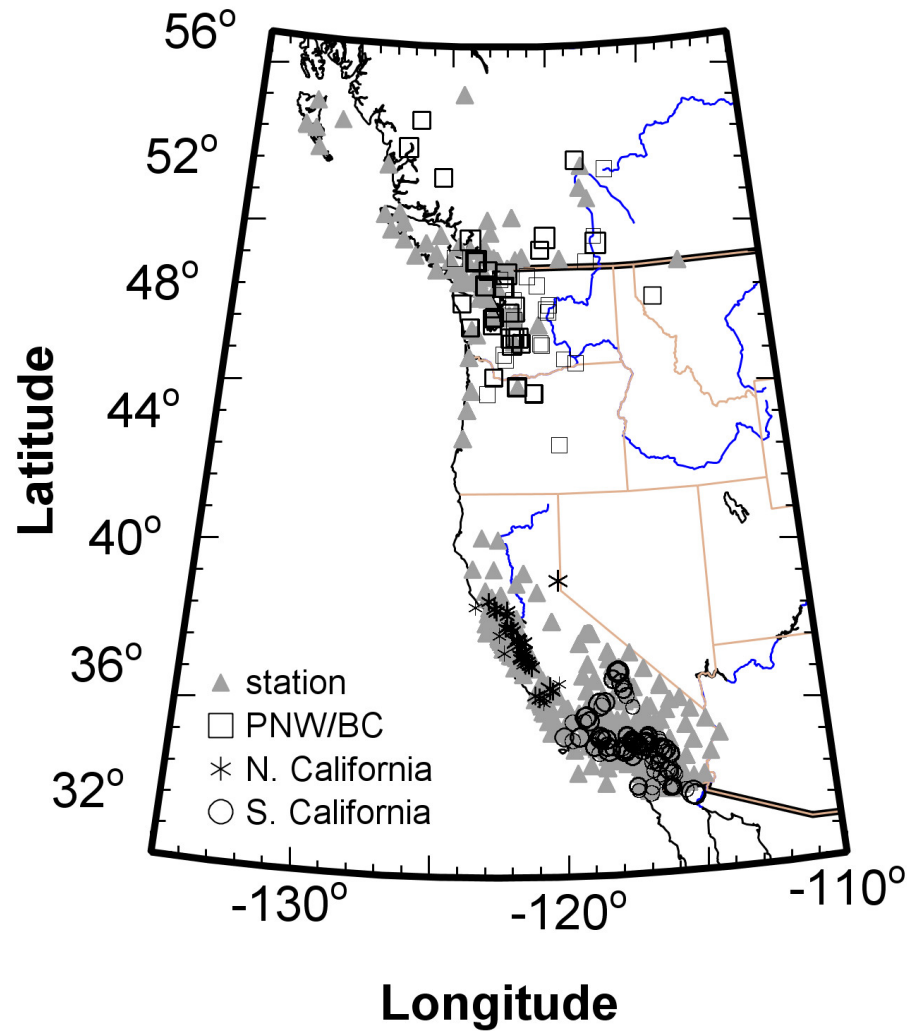 56°
52°
48°
44°
40°
36°
32°
Latitude
station
PNW/BC
N. California
S. California
-130°
-120°
-110°
Longitude